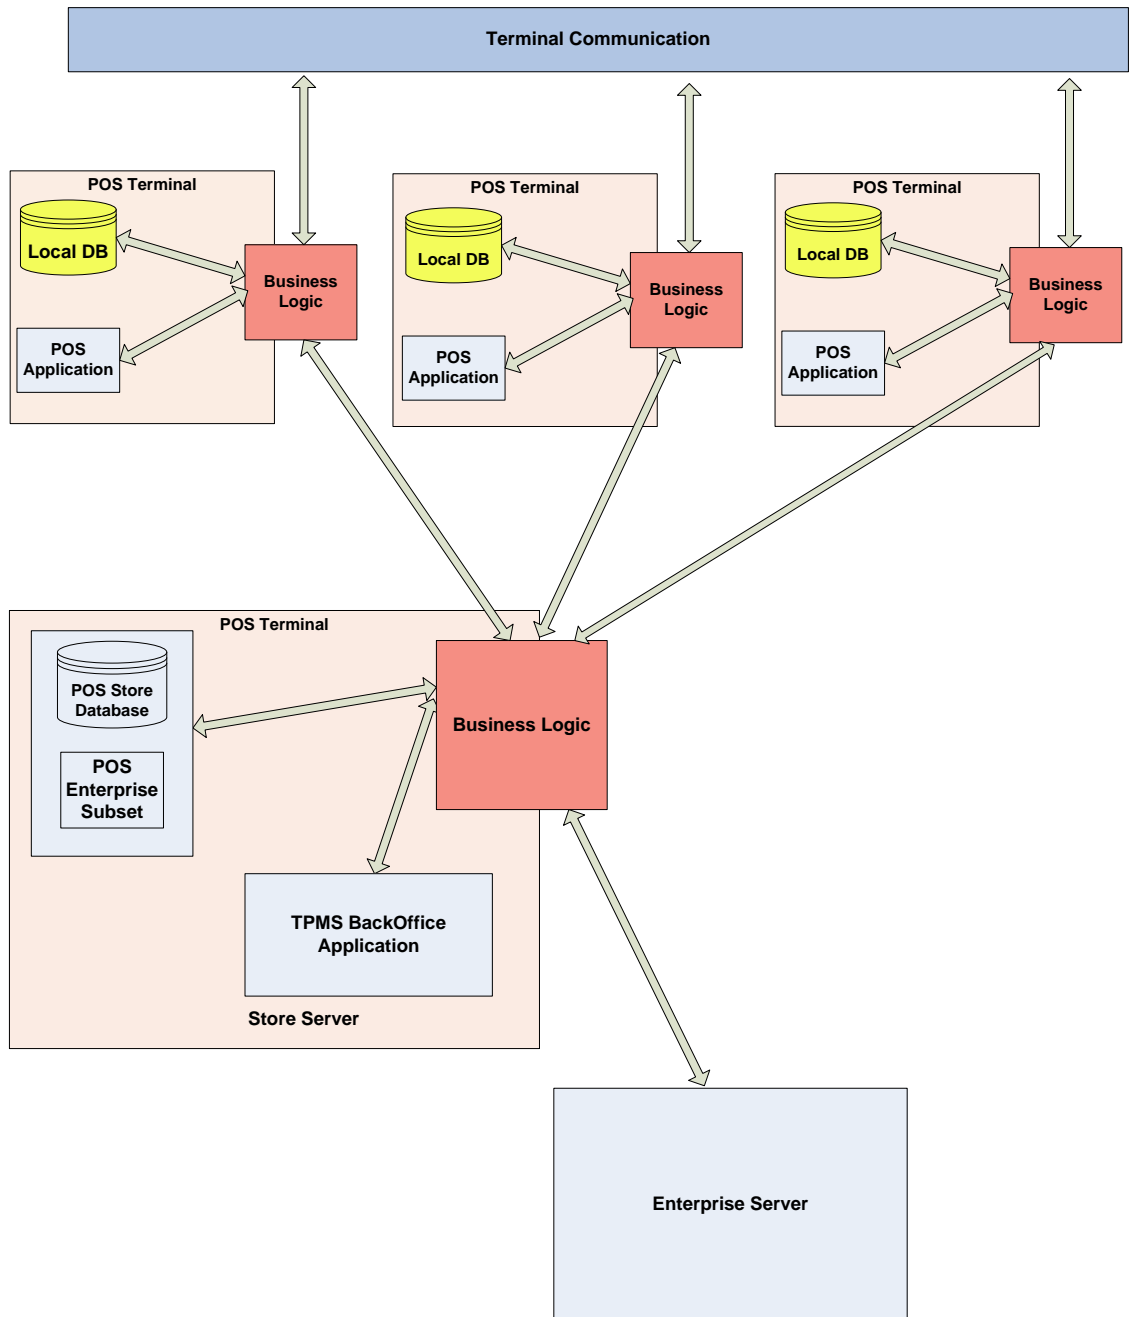 Terminal Communication
POS Terminal
Local DB
Business
Logic
POS
Application
POS Terminal
Local DB
Business
Logic
POS
Application
POS Terminal
Local DB
Business
Logic
POS
Application
POS Terminal
POS Store
Database
POS
Enterprise
Subset
Business Logic
TPMS BackOffice
Application
Store Server
Enterprise Server